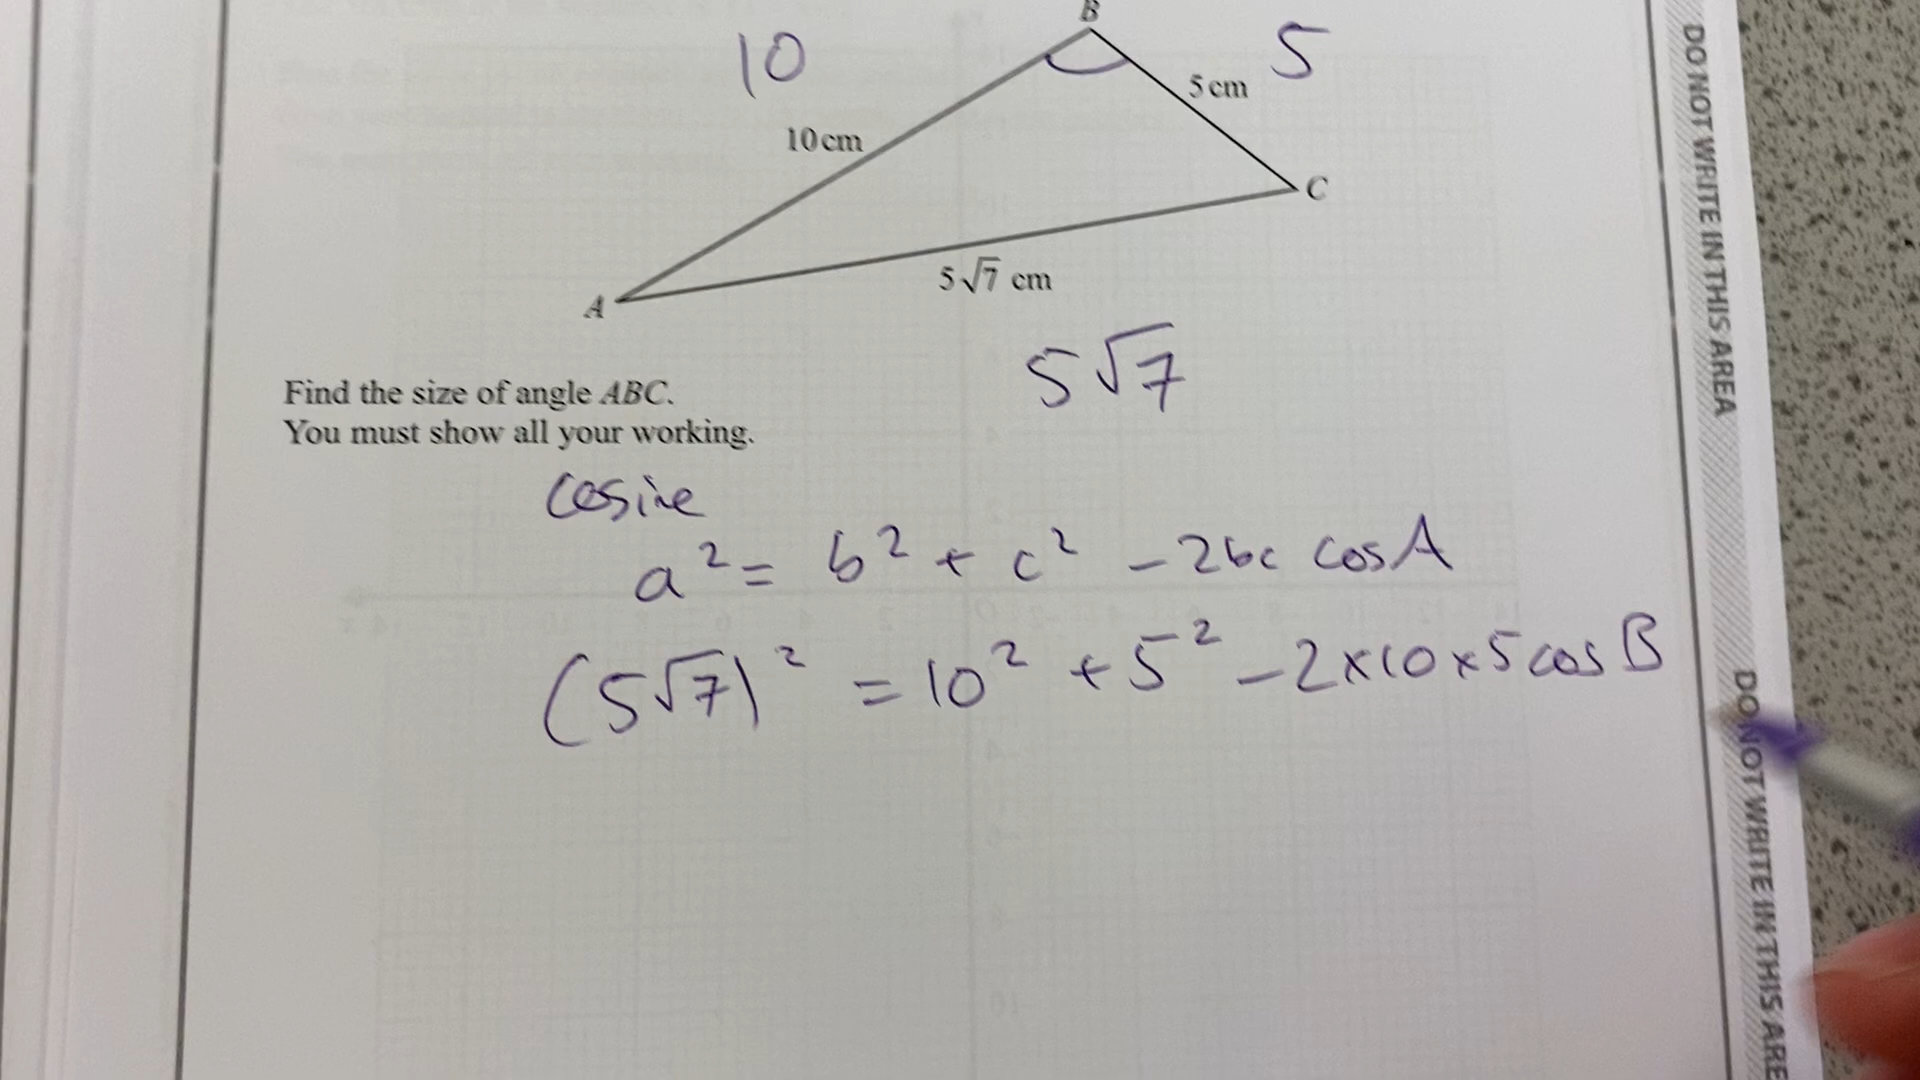 B
10
5
5 cm
10 cm
C
5√7 cm
A
5√7
Find the size of angle ABC.
You must show all your working.
cosine
a² = b² + c² - 2bc cosA
(5√7)² = 10² + 5² - 2×10×5 cos B
DO NOT WRITE IN THIS AREA
DO NOT WRITE IN THIS ARE